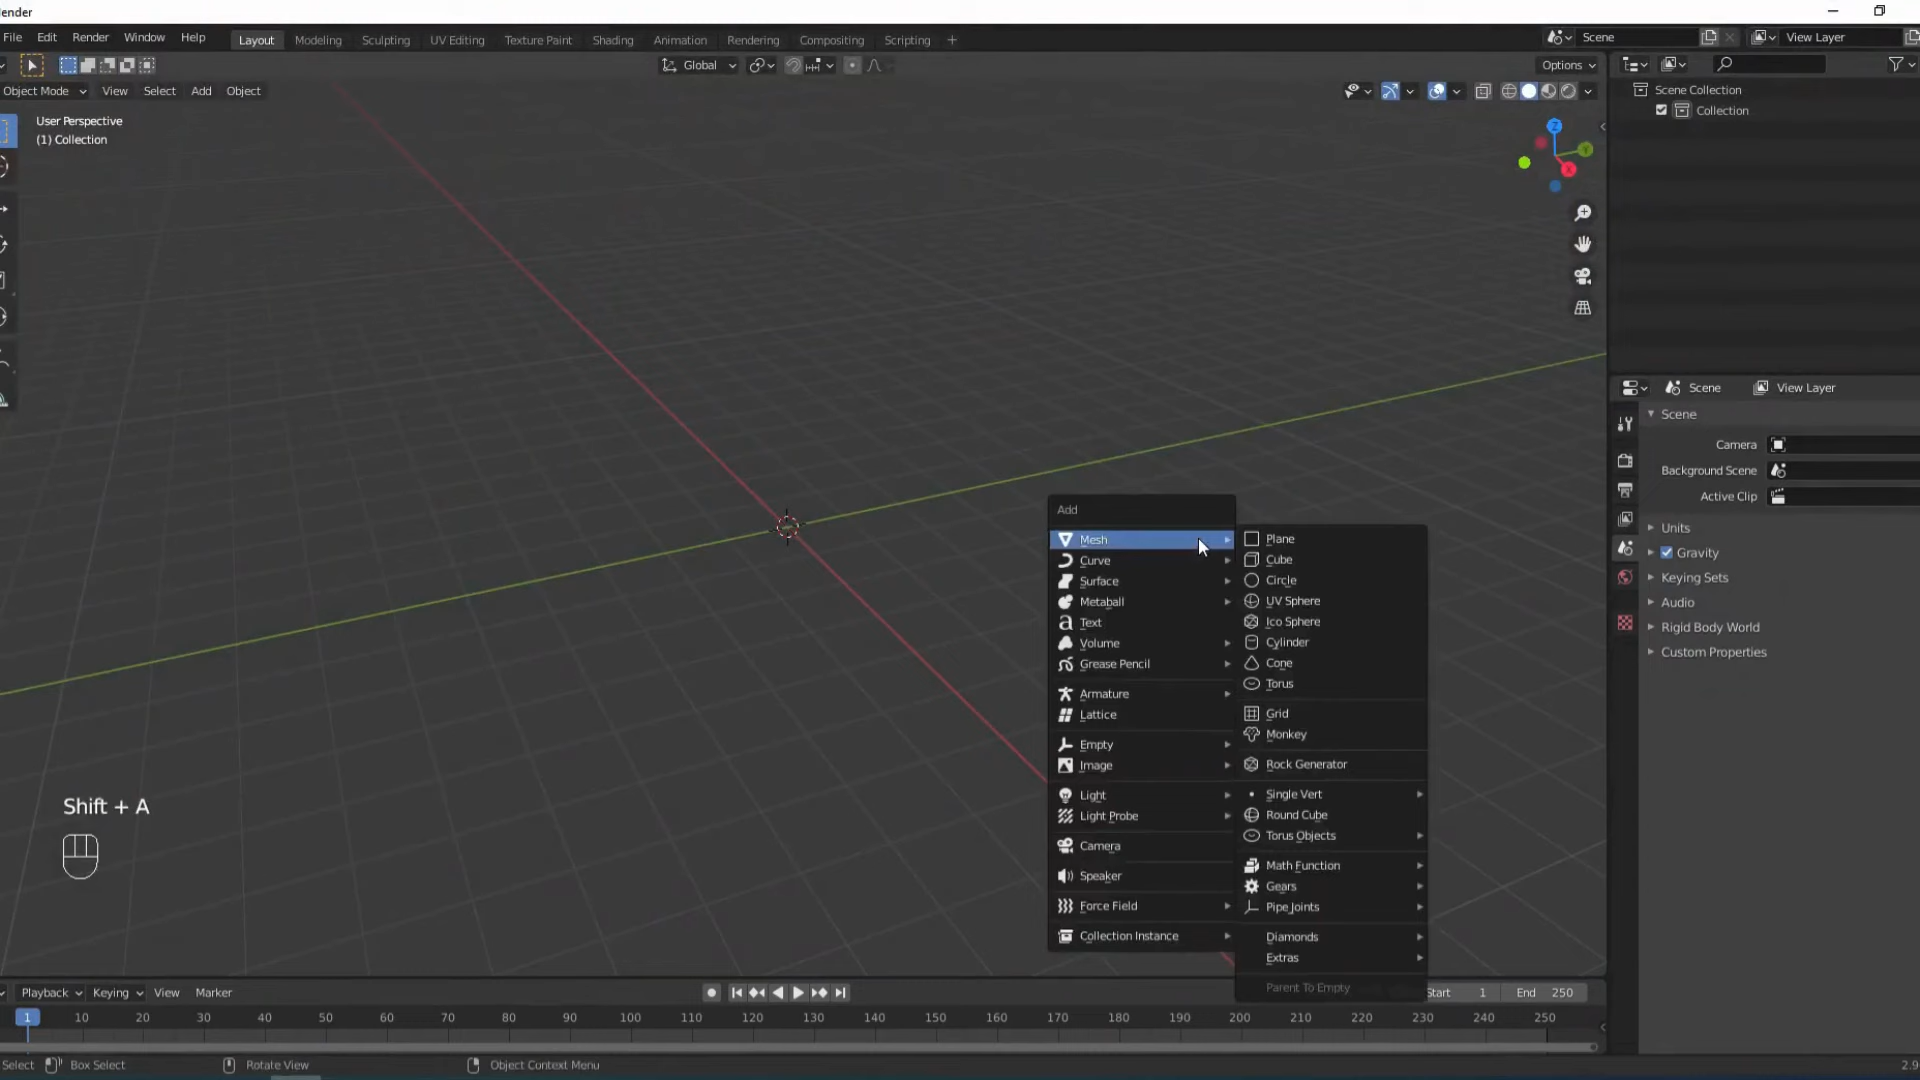 ender
File Edit Render Window Help Layout Modeling Sculpting UV Editing Texture Paint Shading Animation Rendering Compositing Scripting + Scene View Layer
Global Options
Object Mode View Select Add Object
User Perspective
(1) Collection
Scene Collection
Collection
Z
Y
X
Scene View Layer
Scene
Camera
Background Scene
Active Clip
Units
Gravity
Keying Sets
Audio
Rigid Body World
Custom Properties
Add
Mesh
Curve
Surface
Metaball
Text
Volume
Grease Pencil
Armature
Lattice
Empty
Image
Light
Light Probe
Camera
Speaker
Force Field
Collection Instance
Plane
Cube
Circle
UV Sphere
Ico Sphere
Cylinder
Cone
Torus
Grid
Monkey
Rock Generator
Single Vert
Round Cube
Torus Objects
Math Function
Gears
Pipe Joints
Diamonds
Extras
Parent To Empty
Shift + A
Playback Keying View Marker Start 1 End 250
1 10 20 30 40 50 60 70 80 90 100 110 120 130 140 150 160 170 180 190 200 210 220 230 240 250
Select Box Select Rotate View Object Context Menu 2.9